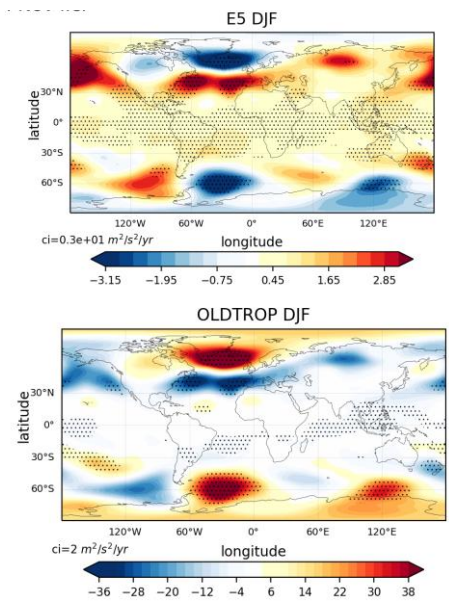 E5 DJF
latitude
30°N
0°
30°S
60°S
120°W 60°W 0° 60°E 120°E
ci=0.3e+01 m²/s²/yr
longitude
−3.15 −1.95 −0.75 0.45 1.65 2.85
OLDTROP DJF
latitude
30°N
0°
30°S
60°S
120°W 60°W 0° 60°E 120°E
ci=2 m²/s²/yr
longitude
−36 −28 −20 −12 −4 6 14 22 30 38